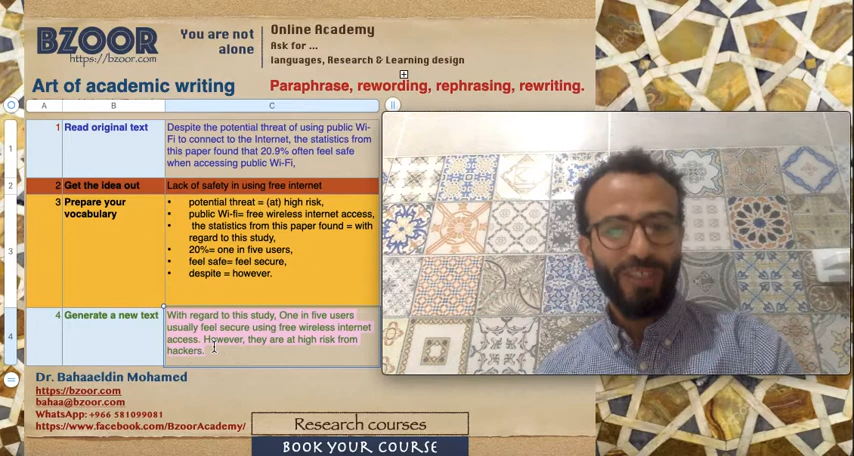 BZOOR
https://bzoor.com
You are not
alone
Online Academy
Ask for ...
languages, Research & Learning design
Art of academic writing
Paraphrase, rewording, rephrasing, rewriting.
A B C
1
1 Read original text
Despite the potential threat of using public Wi-
Fi to connect to the Internet, the statistics from
this paper found that 20.9% often feel safe
when accessing public Wi-Fi,
2
2 Get the idea out
Lack of safety in using free internet
3
3 Prepare your
vocabulary
• potential threat = (at) high risk,
• public Wi-fi= free wireless internet access,
• the statistics from this paper found = with
regard to this study,
• 20%= one in five users,
• feel safe= feel secure,
• despite = however.
4
4 Generate a new text
With regard to this study, One in five users
usually feel secure using free wireless internet
access. However, they are at high risk from
hackers.
Dr. Bahaaeldin Mohamed
https://bzoor.com
bahaa@bzoor.com
WhatsApp: +966 581099081
https://www.facebook.com/BzoorAcademy/
Research courses
BOOK YOUR COURSE